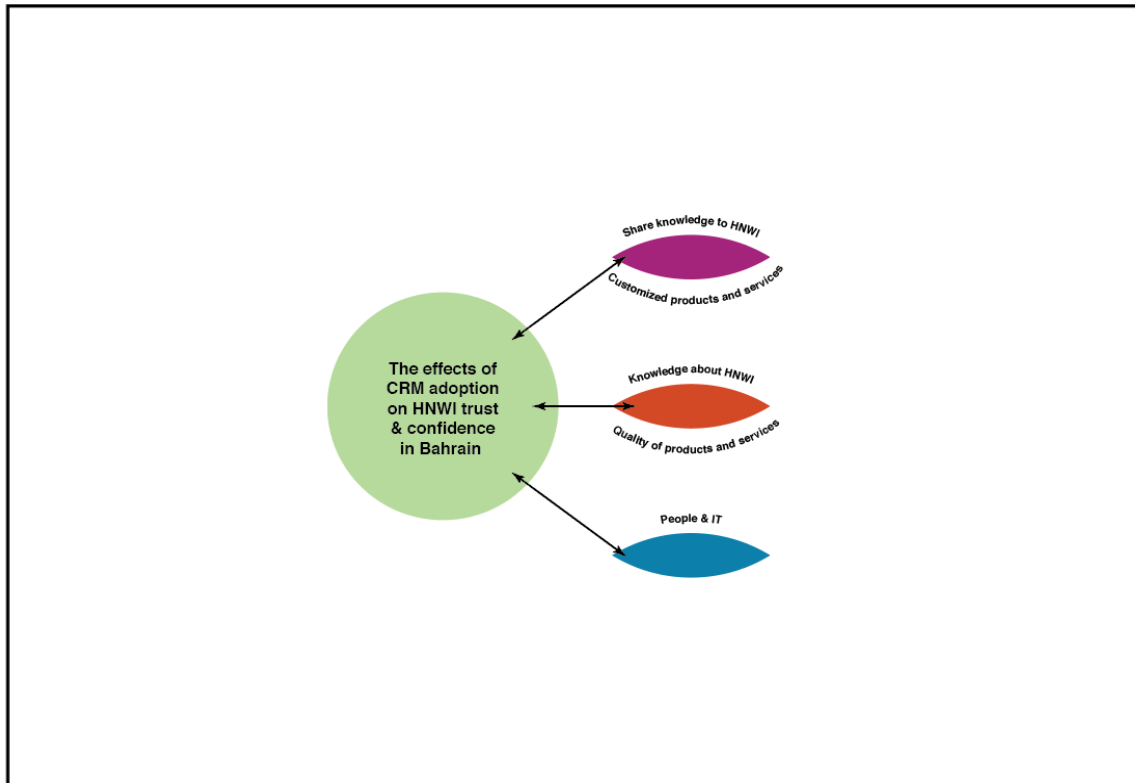 Share knowledge to HNWI
Customized products and services
The effects of
CRM adoption
on HNWI trust
& confidence
in Bahrain
Knowledge about HNWI
Quality of products and services
People & IT